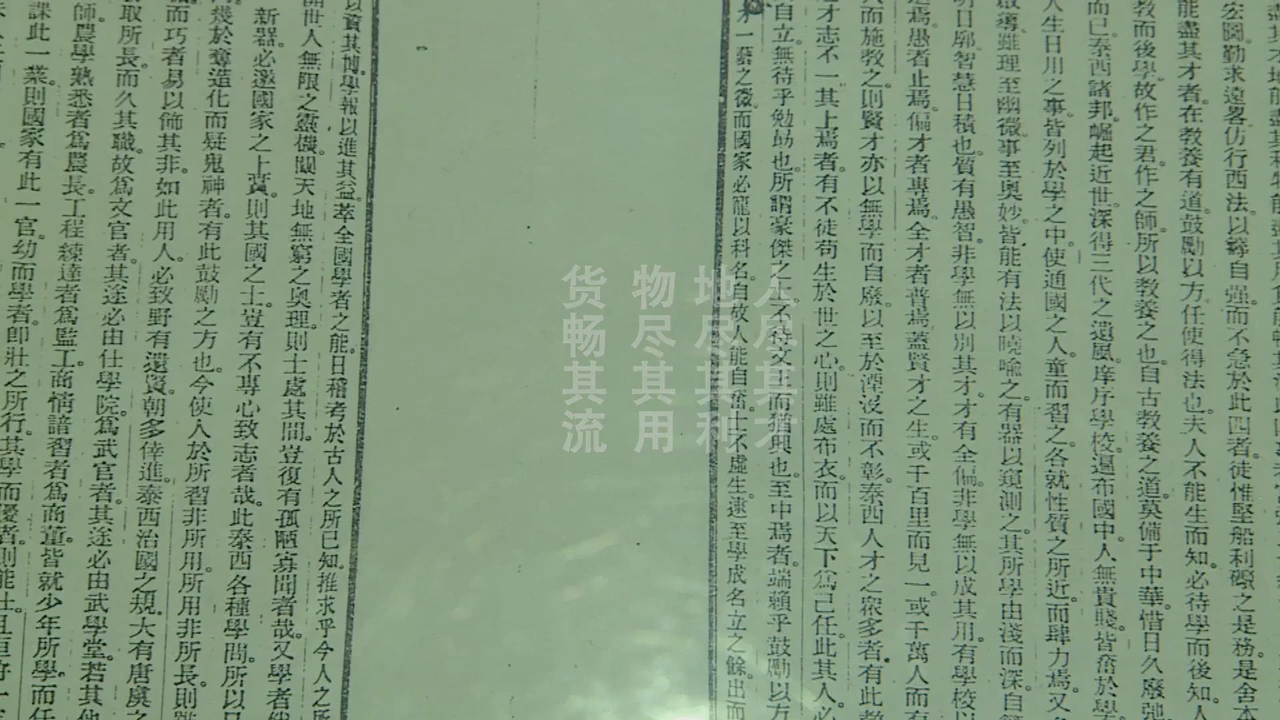 宏圖勤求遠畧仿行西法以籌自强而不急於此四者徒惟堅船利礮之是務是舍本
能盡其才者在教養有道鼓勵以方任使得法也夫人不能生而知必待學而後知人
教而後學故作之君作之師所以教養之也自古教養之道莫備于中華惜日久廢弛
而已泰西諸邦崛起近世深得三代之遺風庠序學校遍布國中人無貴賤皆奮於學
人生日用之事皆列於學之中使通國之人童而習之各就性質之所近而肆力焉又
啟導雖理至幽微事至奧妙皆能有法以曉喻之有器以窺測之其所學由淺而深自
明日廓智慧日積也質有愚智非學無以別其才才有全偏非學無以成其用有學校以
焉愚者止焉偏才者專焉全才者普焉蓋賢才之生或千百里而見一或千萬人而有
人而施教之則賢才亦以無學而自廢以至於湮沒而不彰泰西人才之衆多者有此教
才志不一其上焉者有不徒苟生於世之心則雖處布衣而以天下爲己任此其人必
自立無待乎勉勗也所謂豪傑之士不待文王而猶興也至中焉者端賴乎鼓勵以方
才一藝之微而國家必寵以科名自故人能自奮士不虛生逮至學成名立之餘出而
以資其博學報以進其益萃全國學者之能日稽考於古人之所已知推求乎今人之所
開世人無限之靈機闡天地無窮之奧理則士處其間豈復有孤陋寡聞者哉又學者
新器必邀國家之上賞則其國之士豈有不專心致志者哉此泰西各種學問所以日
幾於奪造化而疑鬼神者有此鼓勵之方也今使人於所習非所用所用非所長則
而巧者易以飾其非如此用人必致野有遺賢朝多倖進泰西治國之規大有唐虞之
取所長而久其職故爲文官者其途必由仕學院爲武官者其途必由武學堂若其他
師農學熟悉者爲農長工程練達者爲監工商情諳習者爲商董皆就少年所學而任
課此一業則國家有此一官幼而學者卽壯之所行其學而優者則能仕且
人尽其才
地尽其利
物尽其用
货畅其流